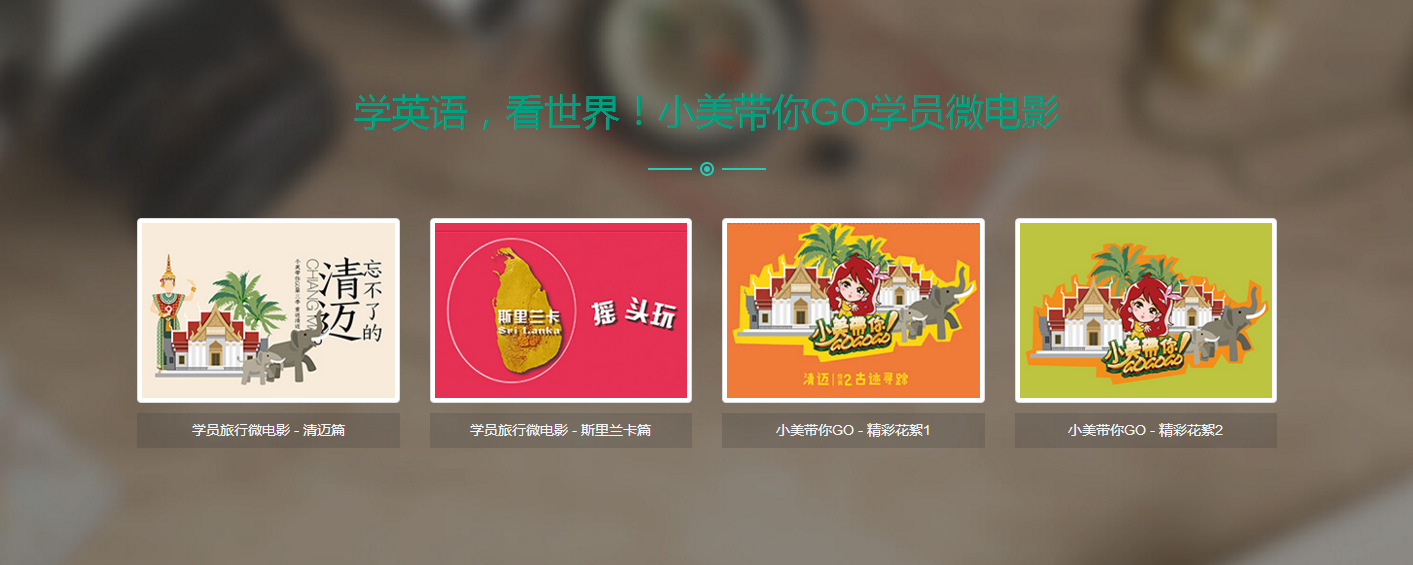 学英语，看世界！小美带你GO学员微电影
忘不了的
清迈
CHIANG M
斯里兰卡
Sri Lanka
摇头玩
小美带你!
GOGOGO
清迈 2古迹寻踪
小美带你!
GOGOGO
学员旅行微电影 - 清迈篇
学员旅行微电影 - 斯里兰卡篇
小美带你GO - 精彩花絮1
小美带你GO - 精彩花絮2